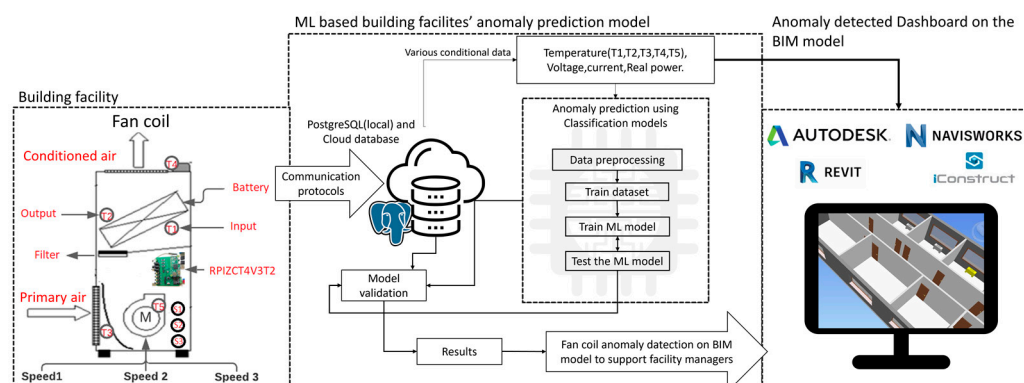 ML based building facilites' anomaly prediction model
Anomaly detected Dashboard on the
BIM model
Building facility
Fan coil
Conditioned air
T4
Battery
Output
T2
T1
Input
Filter
RPIZCT4V3T2
Primary air
T5
M
T3
S1
S2
S3
Speed1
Speed 2
Speed 3
Communication
protocols
PostgreSQL(local) and
Cloud database
Various conditional data
Temperature(T1,T2,T3,T4,T5),
Voltage,current,Real power.
Anomaly prediction using
Classification models
Data preprocessing
Train dataset
Train ML model
Test the ML model
Model
validation
Results
Fan coil anomaly datection on BIM
model to support facility managers
AUTODESK.
NAVISWORKS
R REVIT
iConstruct